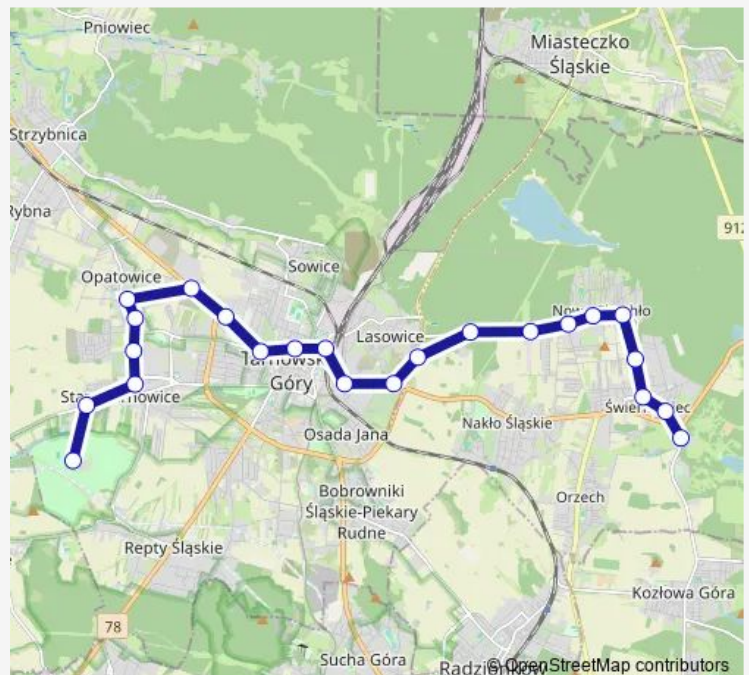 Pniowiec
Miasteczko
Śląskie
Strzybnica
Rybna
912
Sowice
Opatowice
Lasowice
Góry
Nakło Śląskie
Osada Jana
Orzech
Bobrowniki
Śląskie-Piekary
Rudne
Repty Śląskie
Kozłowa Góra
78
Sucha Góra
Radzionków
© OpenStreetMap contributors